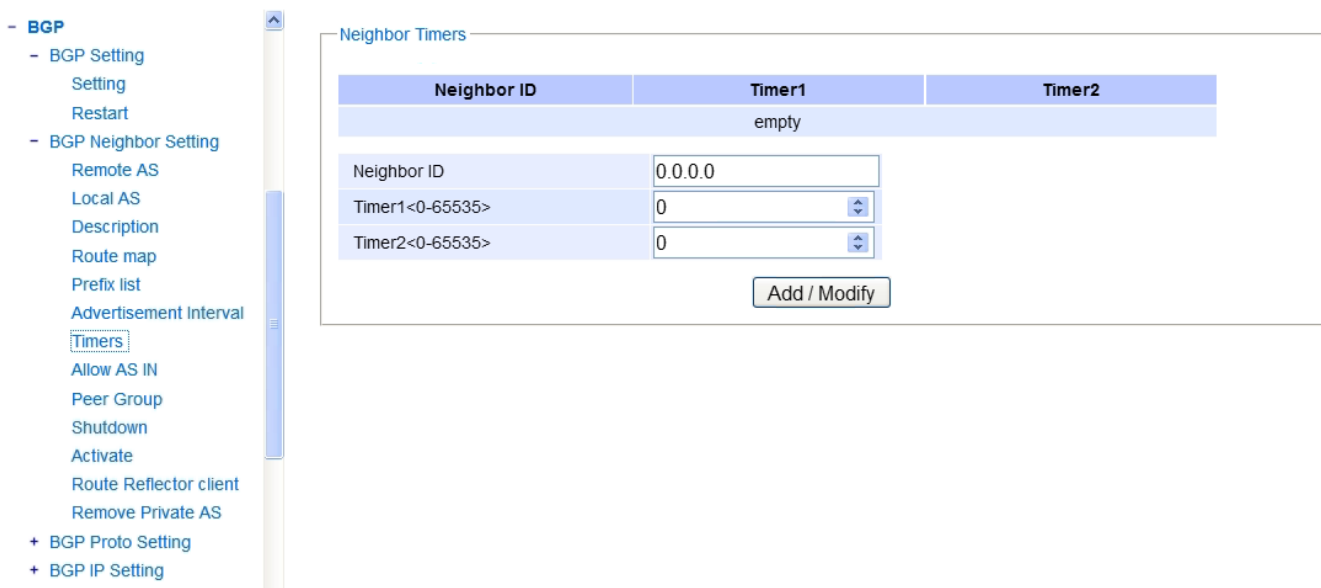 - BGP
- BGP Setting
Setting
Restart
- BGP Neighbor Setting
Remote AS
Local AS
Description
Route map
Prefix list
Advertisement Interval
Timers
Allow AS IN
Peer Group
Shutdown
Activate
Route Reflector client
Remove Private AS
+ BGP Proto Setting
+ BGP IP Setting
Neighbor Timers
Neighbor ID Timer1 Timer2
empty
Neighbor ID 0.0.0.0
Timer1<0-65535> 0
Timer2<0-65535> 0
Add / Modify